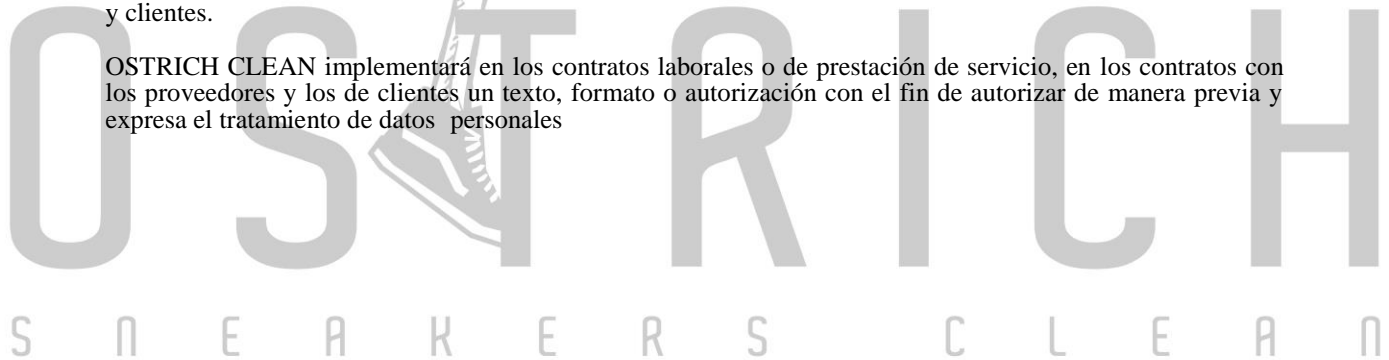 y clientes.
OSTRICH CLEAN implementará en los contratos laborales o de prestación de servicio, en los contratos con
los proveedores y los de clientes un texto, formato o autorización con el fin de autorizar de manera previa y
expresa el tratamiento de datos  personales
OSTRICH
SNEAKERS CLEAN